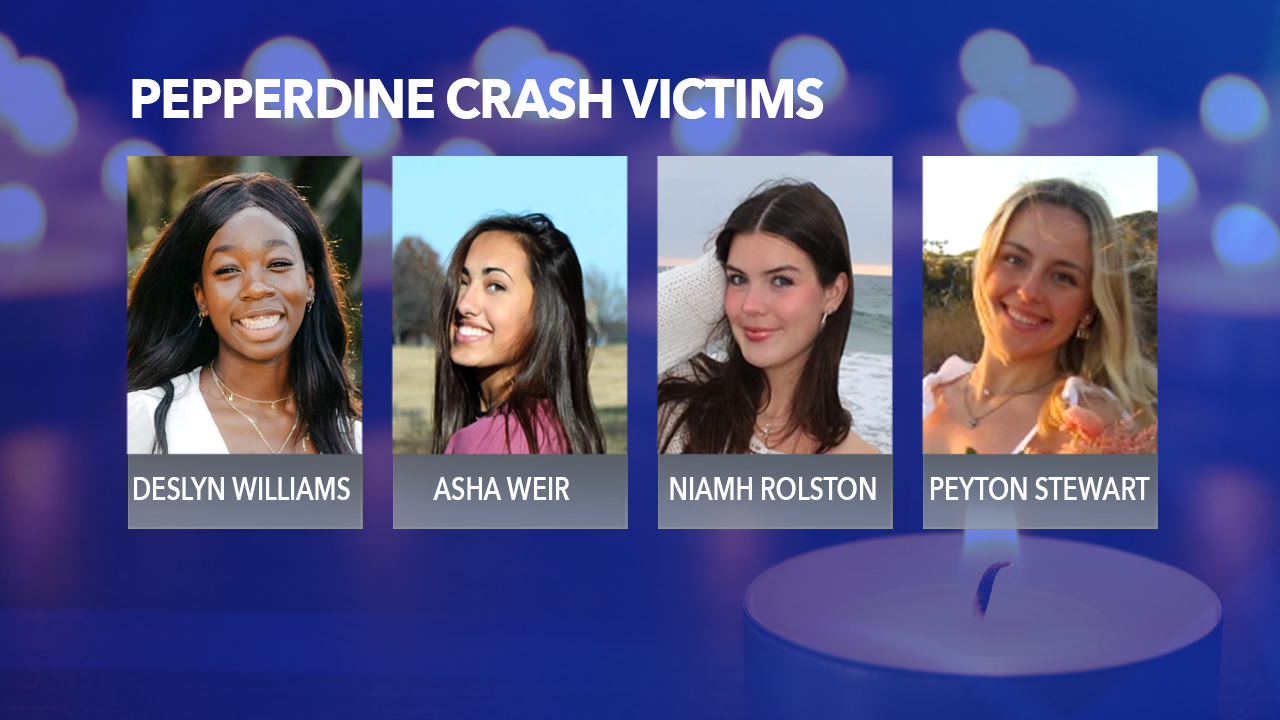 PEPPERDINE CRASH VICTIMS
DESLYN WILLIAMS
ASHA WEIR
NIAMH ROLSTON
PEYTON STEWART